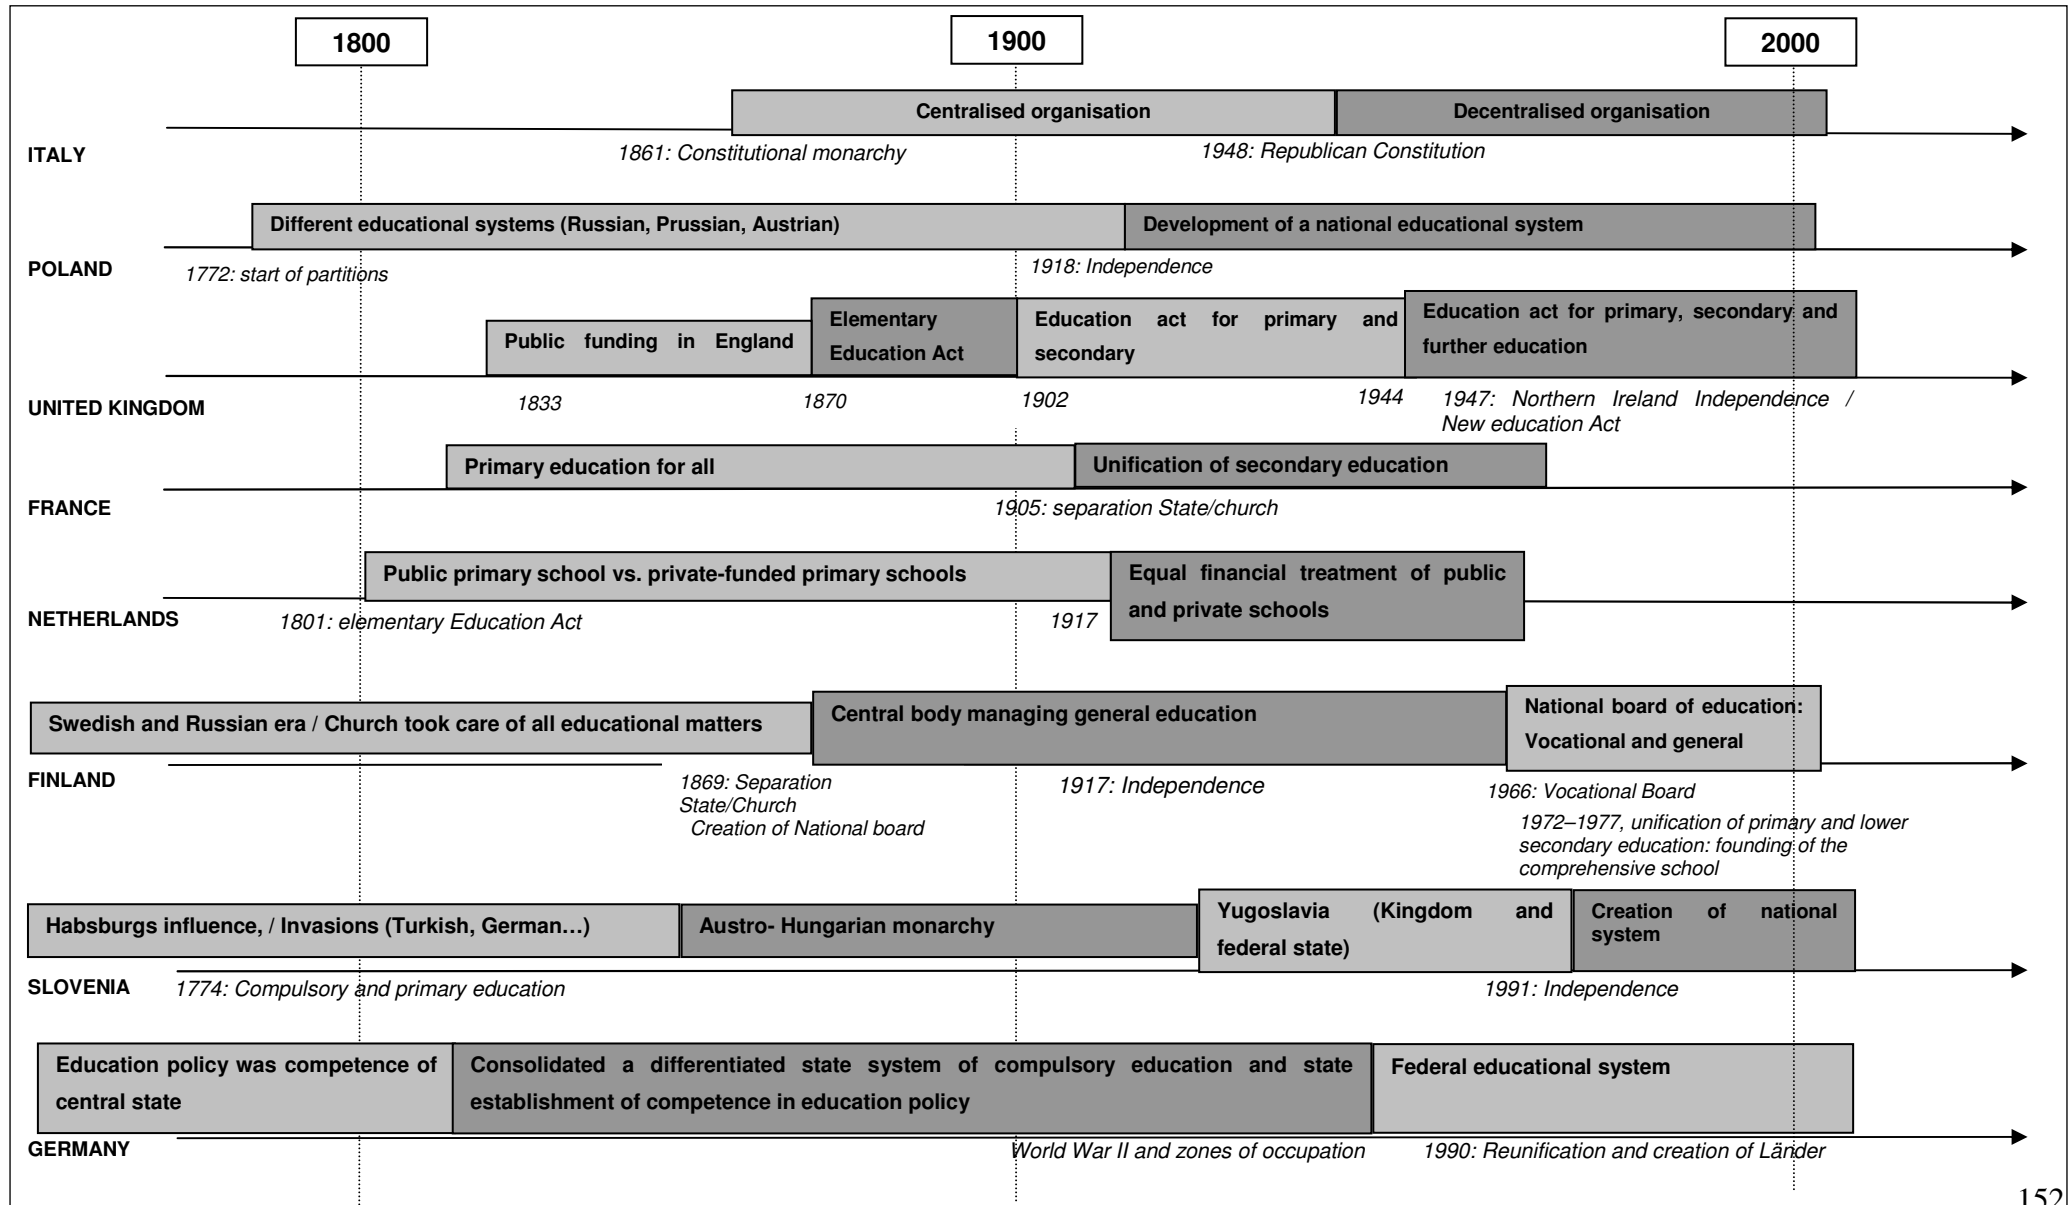 1800
1900
2000
Centralised organisation
Decentralised organisation
ITALY
1861: Constitutional monarchy
1948: Republican Constitution
Different educational systems (Russian, Prussian, Austrian)
Development of a national educational system
POLAND
1772: start of partitions
1918: Independence
Public funding in England
Elementary
Education Act
Education act for primary and
secondary
Education act for primary, secondary and
further education
UNITED KINGDOM
1833
1870
1902
1944
1947: Northern Ireland Independence /
New education Act
Primary education for all
Unification of secondary education
FRANCE
1905: separation State/church
Public primary school vs. private-funded primary schools
Equal financial treatment of public
and private schools
NETHERLANDS
1801: elementary Education Act
1917
Swedish and Russian era / Church took care of all educational matters
Central body managing general education
National board of education:
Vocational and general
FINLAND
1869: Separation
State/Church
Creation of National board
1917: Independence
1966: Vocational Board
1972–1977, unification of primary and lower
secondary education: founding of the
comprehensive school
Habsburgs influence, / Invasions (Turkish, German…)
Austro- Hungarian monarchy
Yugoslavia (Kingdom and
federal state)
Creation of national
system
SLOVENIA
1774: Compulsory and primary education
1991: Independence
Education policy was competence of
central state
Consolidated a differentiated state system of compulsory education and state
establishment of competence in education policy
Federal educational system
GERMANY
World War II and zones of occupation
1990: Reunification and creation of Länder
152